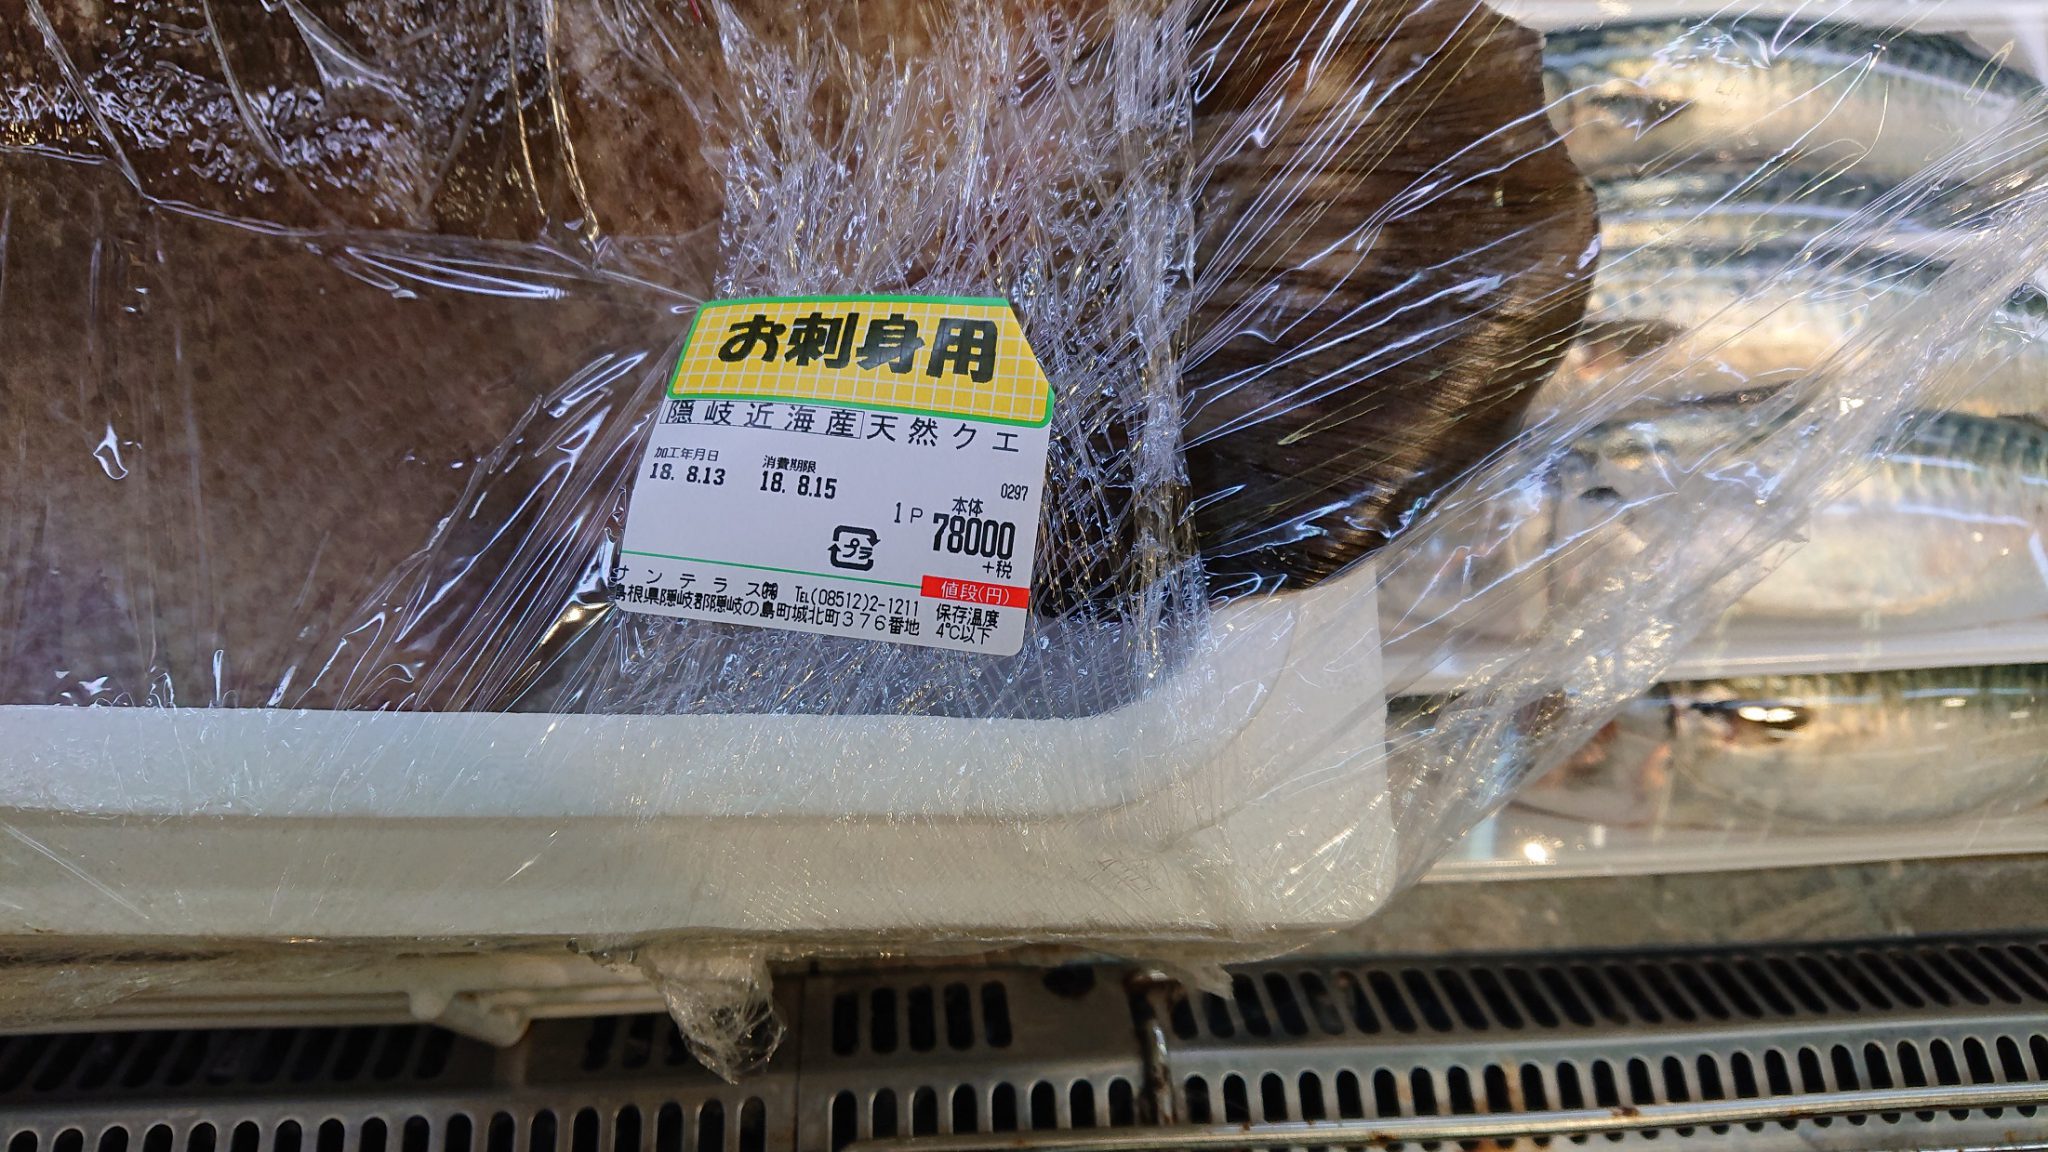 お刺身用
隠岐近海産天然クエ
加工年月日 消費期限
18. 8.13 18. 8.15 0297
本体
1P 78000
+税
プラ
サンテラス㈱ TEL(08512)2-1211 値段(円)
島根県隠岐郡隠岐の島町城北町376番地 保存温度
4℃以下